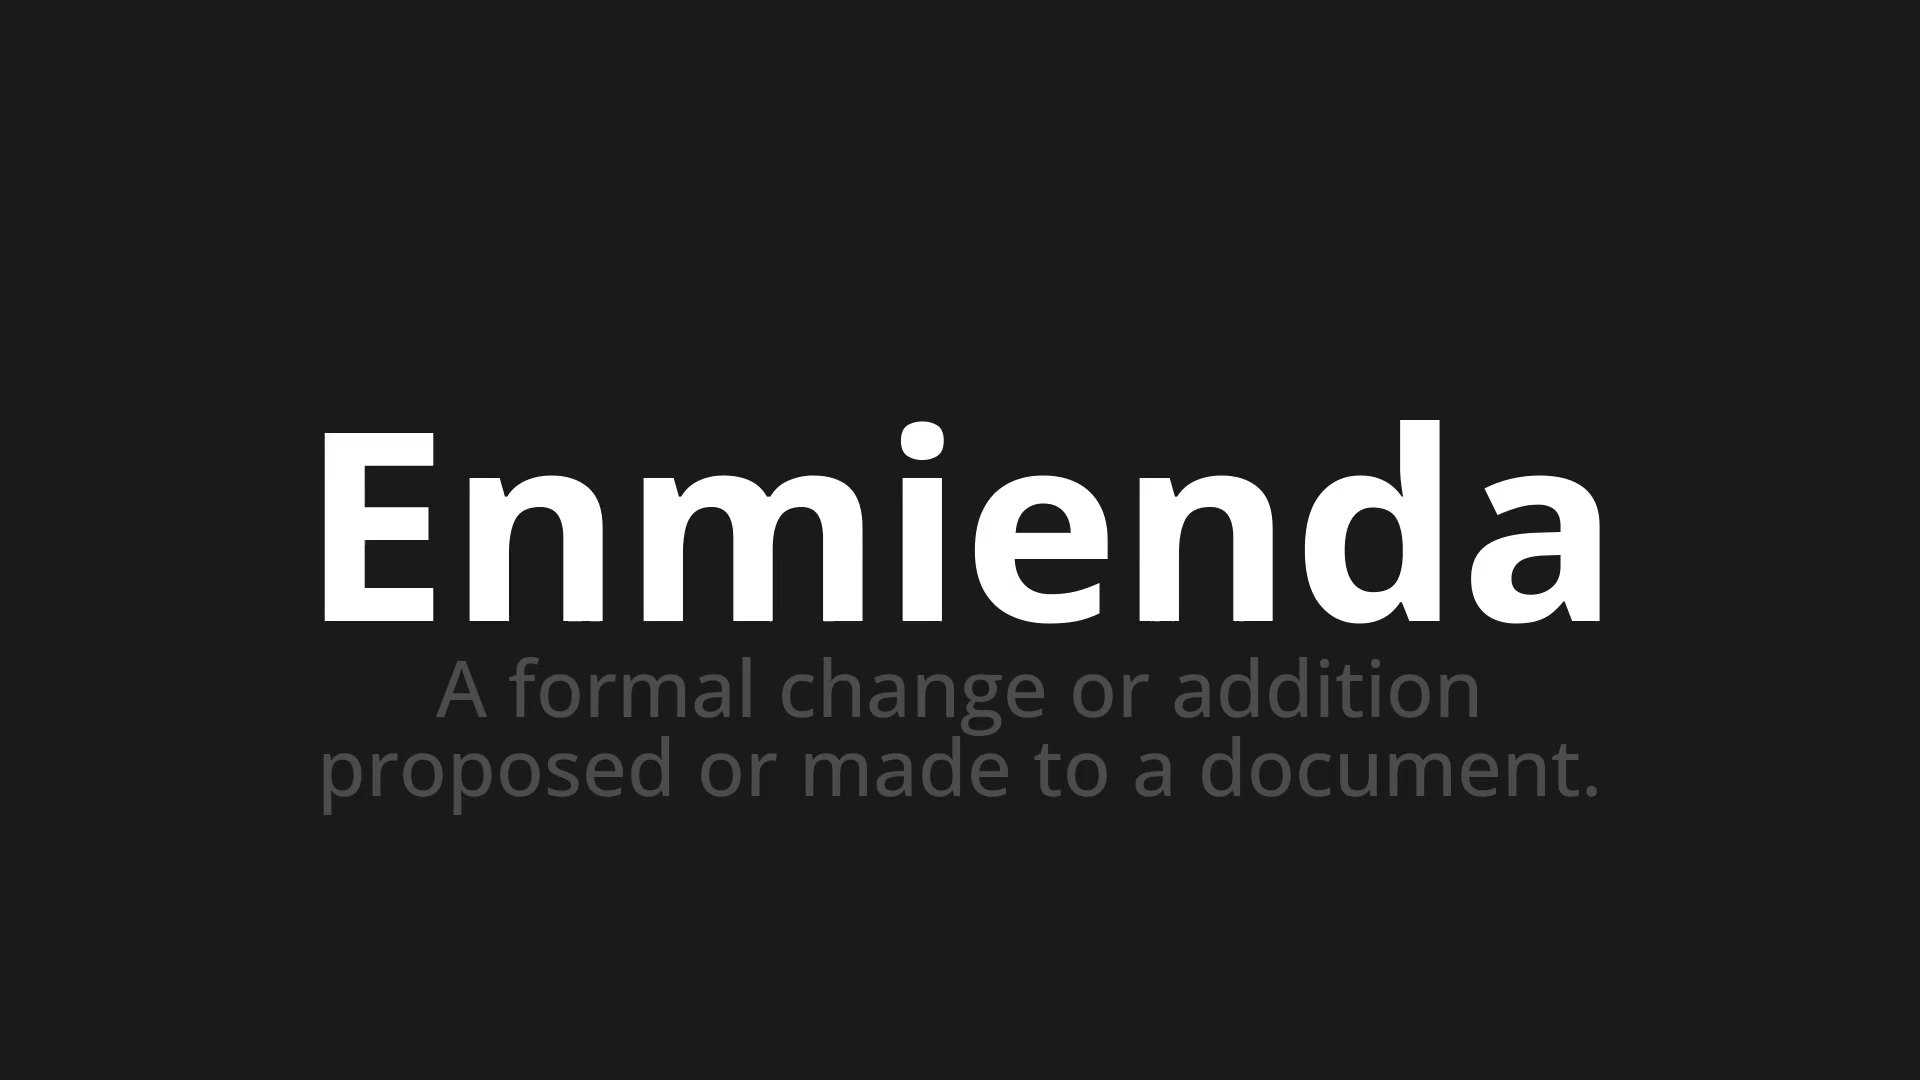 Enmienda
A formal change or addition
proposed or made to a document.